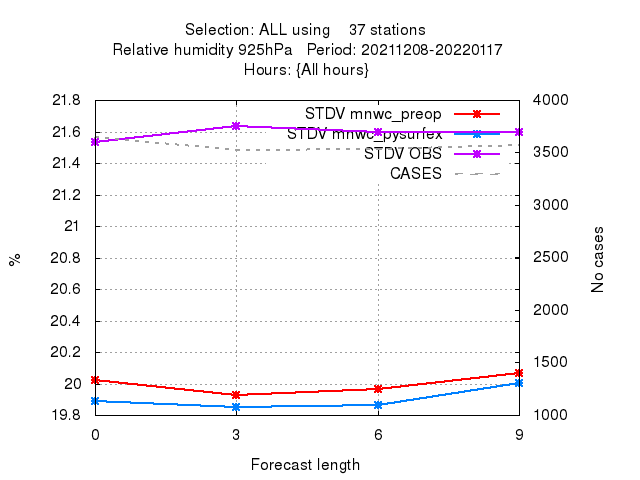 Selection: ALL using 37 stations
Relative humidity 925hPa Period: 20211208-20220117
Hours: {All hours}
21.8
21.6
21.4
21.2
21
20.8
20.6
20.4
20.2
20
19.8
%
STDV mnwc_preop
STDV mnwc_pysurfex
STDV OBS
CASES
4000
3500
3000
2500
2000
1500
1000
No cases
0 3 6 9
Forecast length